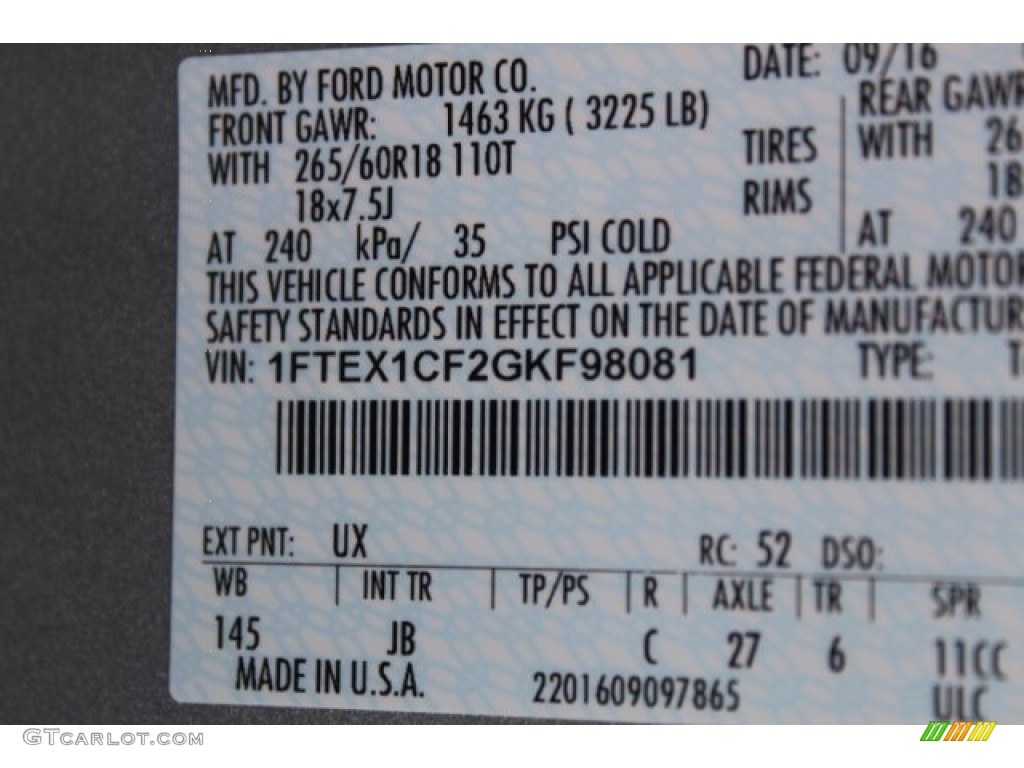 MFD. BY FORD MOTOR CO.
DATE: 09/16
FRONT GAWR: 1463 KG ( 3225 LB)
REAR GAWR
WITH 265/60R18 110T
TIRES
WITH 26
18x7.5J
RIMS
18
AT 240 kPa/ 35 PSI COLD
AT 240
THIS VEHICLE CONFORMS TO ALL APPLICABLE FEDERAL MOTOR
SAFETY STANDARDS IN EFFECT ON THE DATE OF MANUFACTUR
VIN: 1FTEX1CF2GKF98081
TYPE: T
EXT PNT: UX
RC: 52 DSO:
WB | INT TR | TP/PS | R | AXLE | TR | SPR
145 JB C 27 6 11CC
MADE IN U.S.A. 2201609097865 ULC
GTcarlot.com